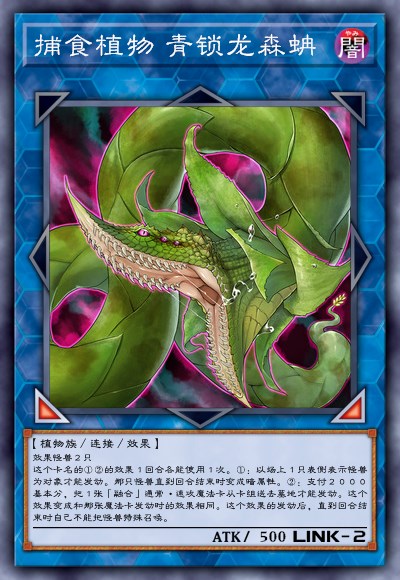 捕食植物 青锁龙森蚺
やみ
闇
【植物族／连接／效果】
效果怪兽2只
这个卡名的①②的效果1回合各能使用1次。①：以场上1只表侧表示怪兽
为对象才能发动。那只怪兽直到回合结束时变成暗属性。②：支付2000
基本分，把1张「融合」通常·速攻魔法卡从卡组送去墓地才能发动。这个
效果变成和那张魔法卡发动时的效果相同。这个效果的发动后，直到回合结
束时自己不能把怪兽特殊召唤。
ATK/ 500 LINK-2